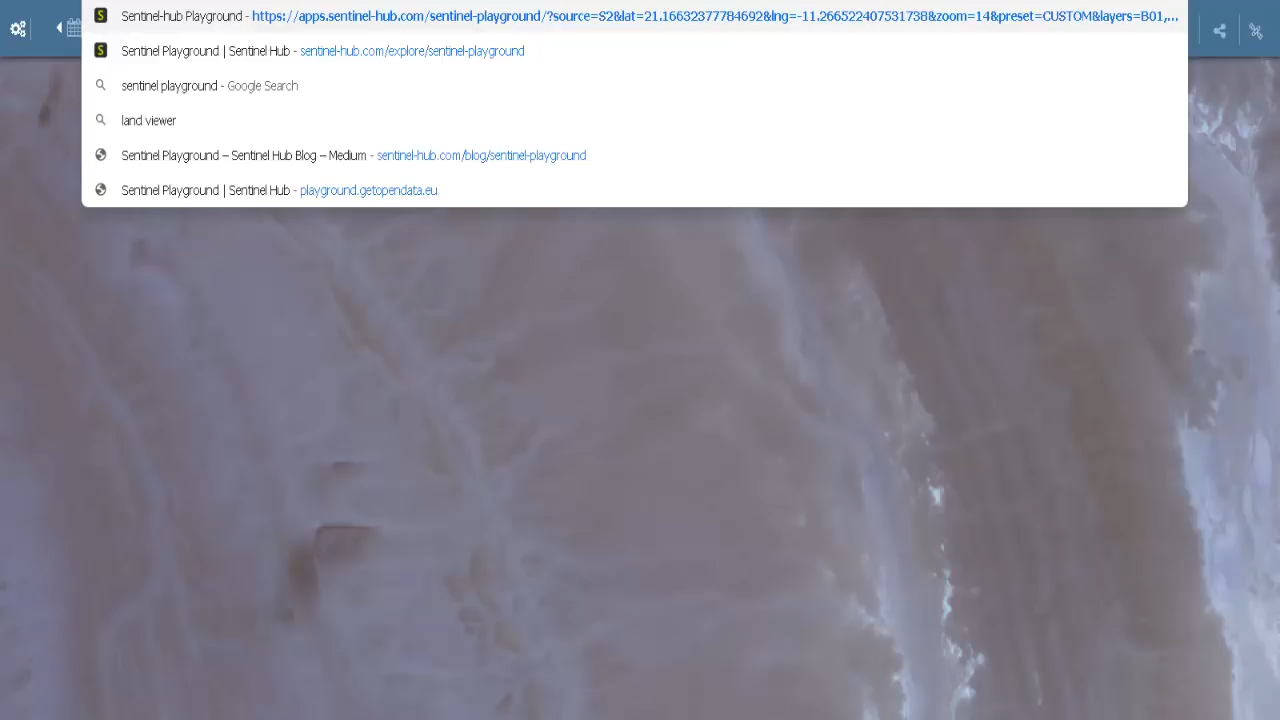 Sentinel-hub Playground - https://apps.sentinel-hub.com/sentinel-playground/?source=S2&lat=21.16632377784692&lng=-11.266522407531738&zoom=14&preset=CUSTOM&layers=B01,...
Sentinel Playground | Sentinel Hub - sentinel-hub.com/explore/sentinel-playground
sentinel playground - Google Search
land viewer
Sentinel Playground – Sentinel Hub Blog – Medium - sentinel-hub.com/blog/sentinel-playground
Sentinel Playground | Sentinel Hub - playground.getopendata.eu